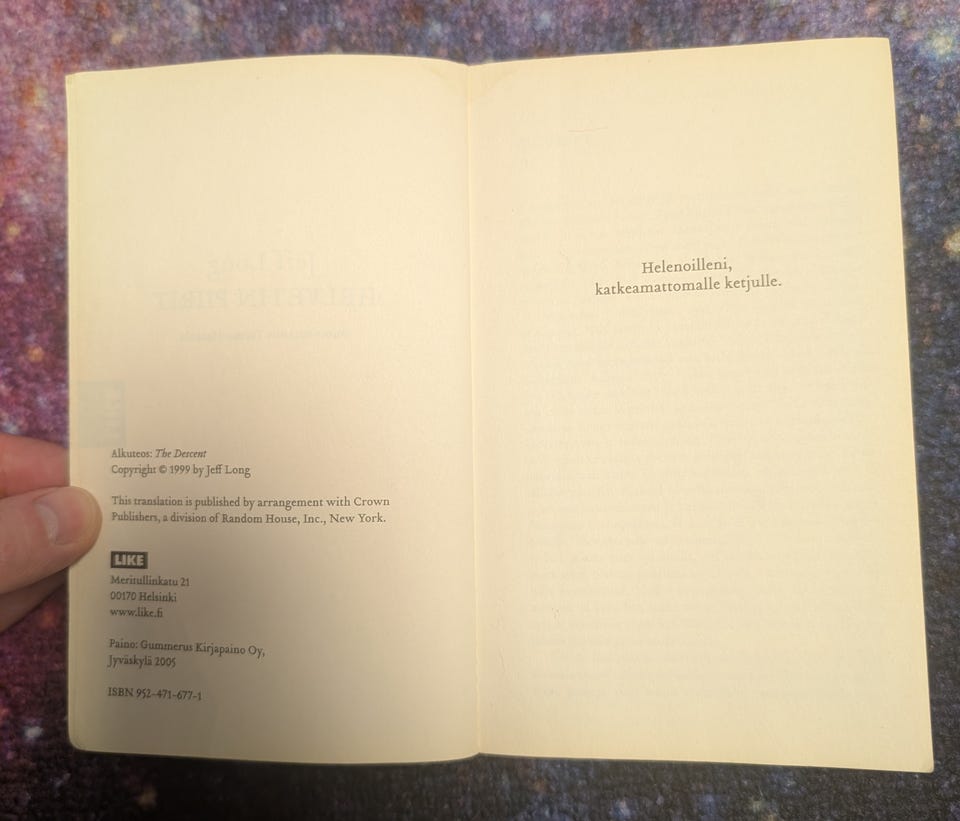 Alkuteos: The Descent
Copyright © 1999 by Jeff Long
This translation is published by arrangement with Crown
Publishers, a division of Random House, Inc., New York.
LIKE
Meritullinkatu 21
00170 Helsinki
www.like.fi
Paino: Gummerus Kirjapaino Oy,
Jyväskylä 2005
ISBN 952-471-677-1
Helenoilleni,
katkeamattomalle ketjulle.